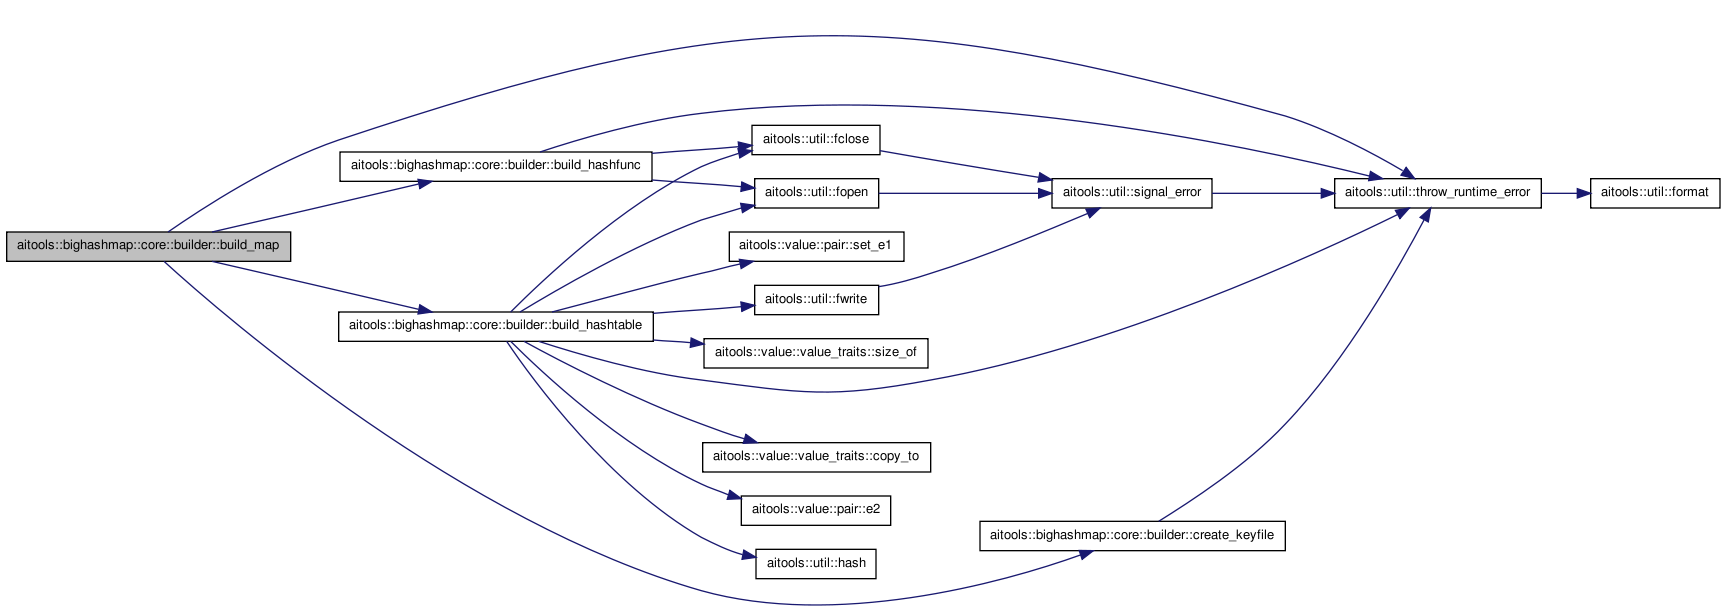 aitools::bighashmap::core::builder::build_map
aitools::bighashmap::core::builder::build_hashfunc
aitools::bighashmap::core::builder::build_hashtable
aitools::util::fclose
aitools::util::fopen
aitools::value::pair::set_e1
aitools::util::fwrite
aitools::value::value_traits::size_of
aitools::value::value_traits::copy_to
aitools::value::pair::e2
aitools::util::hash
aitools::util::signal_error
aitools::bighashmap::core::builder::create_keyfile
aitools::util::throw_runtime_error
aitools::util::format